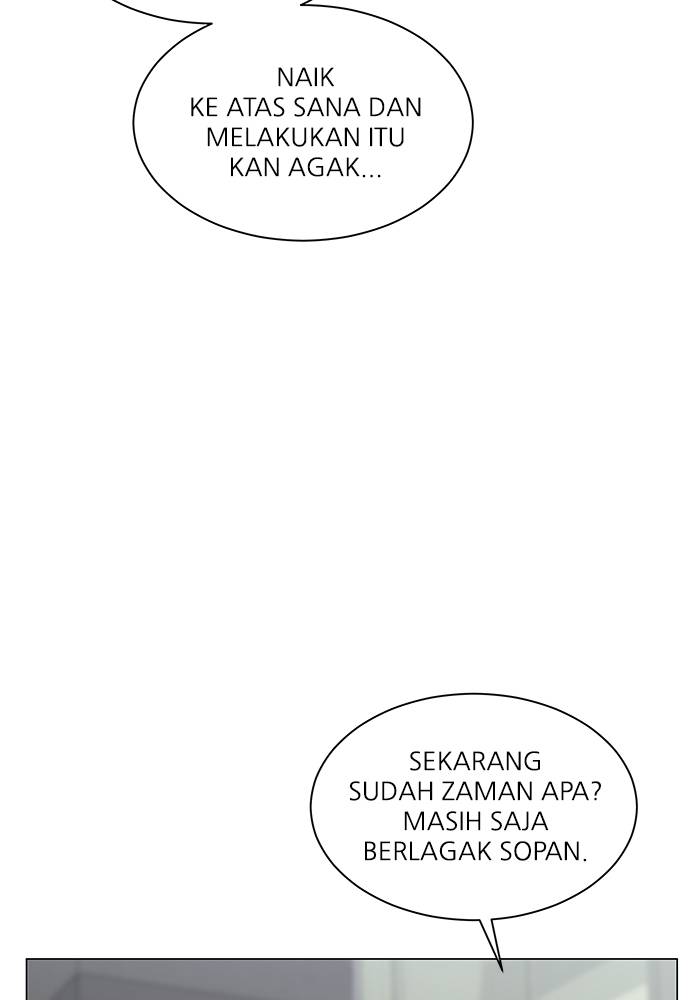 NAIK
KE ATAS SANA DAN
MELAKUKAN ITU
KAN AGAK...
SEKARANG
SUDAH ZAMAN APA?
MASIH SAJA
BERLAGAK SOPAN.